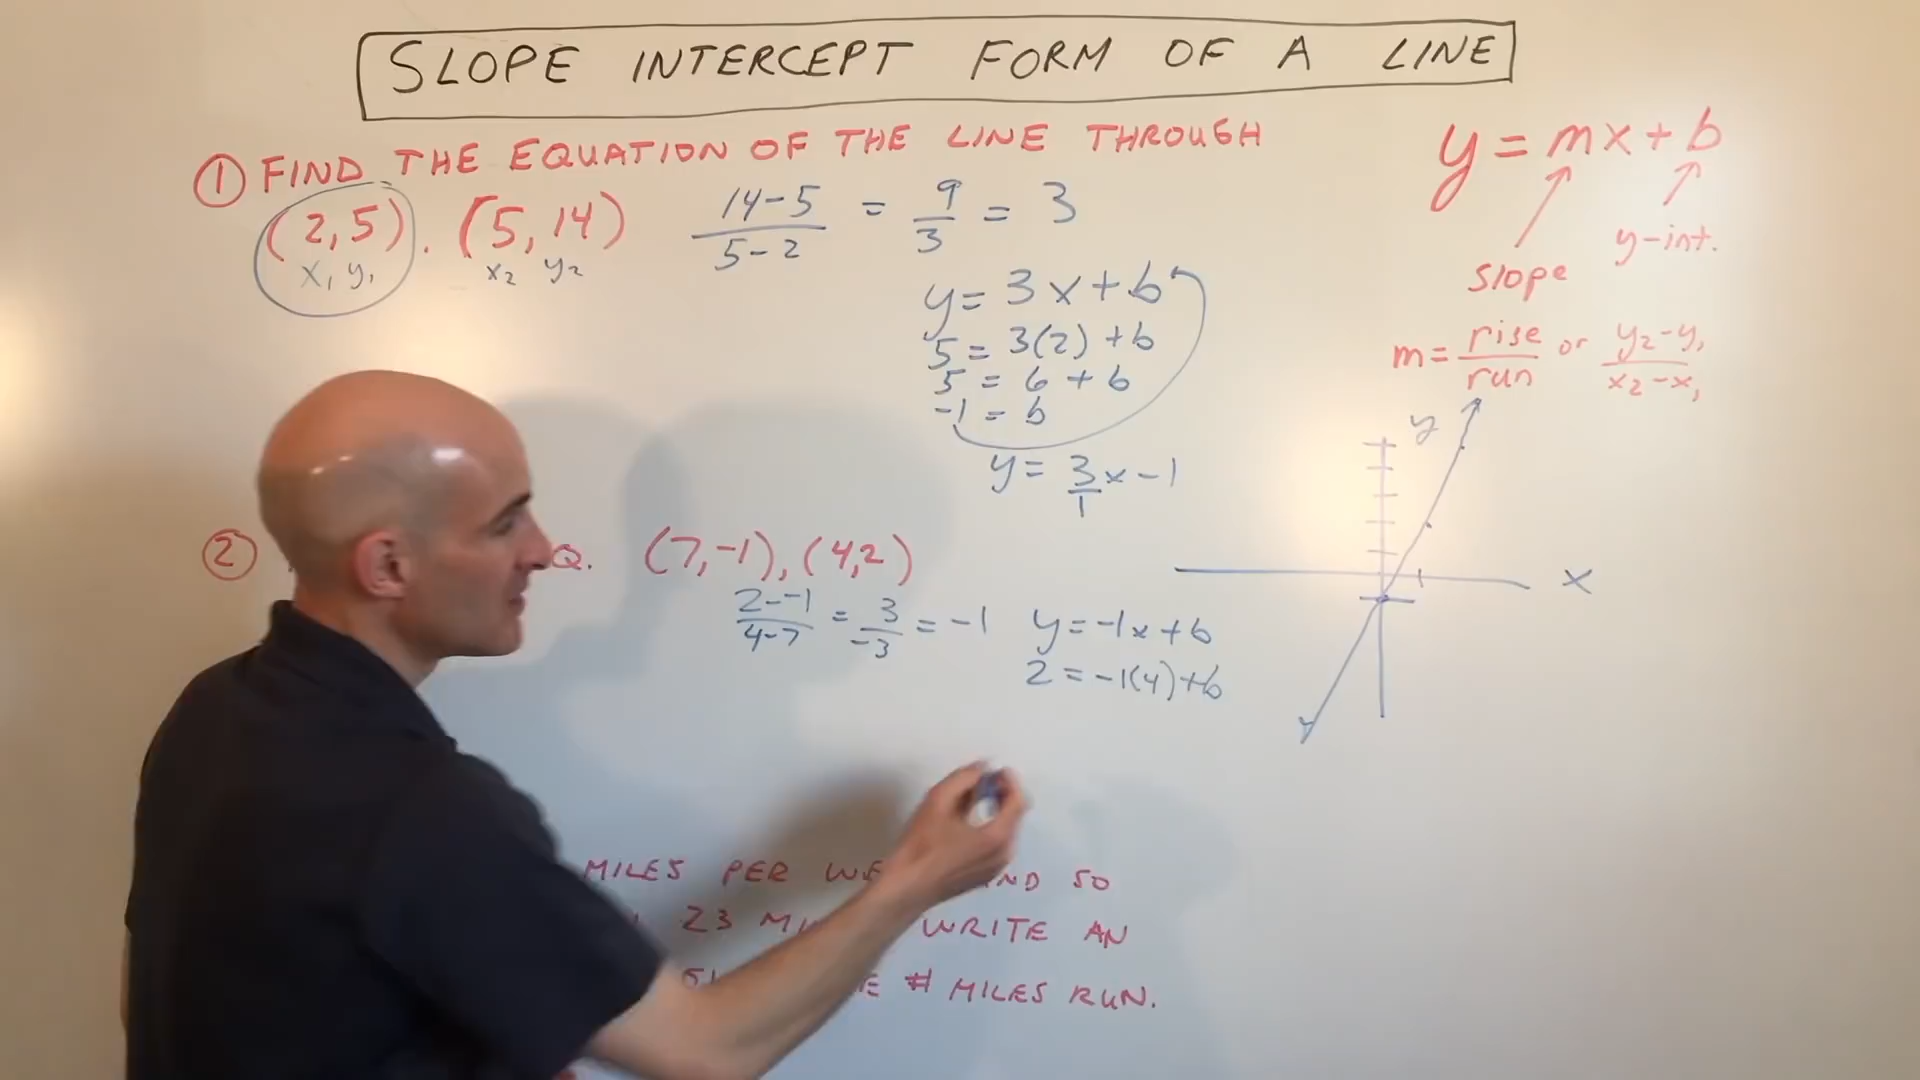 SLOPE INTERCEPT FORM OF A LINE
① FIND THE EQUATION OF THE LINE THROUGH
(2,5). (5,14)
x₁ y₁ x₂ y₂
14-5 / 5-2 = 9/3 = 3
y = 3x+b
5 = 3(2)+b
5 = 6+b
-1 = b
y = 3/1 x - 1
y = mx+b
slope
y-int.
m = rise/run or y₂-y₁ / x₂-x₁
y
x
② Q. (7,-1), (4,2)
2--1 / 4-7 = 3/-3 = -1
y = -1x+b
2 = -1(4)+b
MILES PER SO
23 WRITE AN
# MILES RUN.